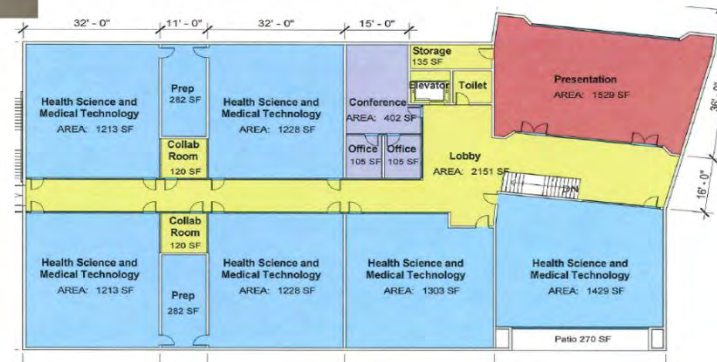 32' - 0"
11' - 0"
32' - 0"
15' - 0"
Storage
135 SF
Prep
282 SF
Elevator
Toilet
Presentation
AREA: 1529 SF
36' - 0"
Health Science and
Medical Technology
AREA: 1213 SF
Health Science and
Medical Technology
AREA: 1228 SF
Conference
AREA: 402 SF
Collab
Room
120 SF
Office
105 SF
Office
105 SF
Lobby
AREA: 2151 SF
DN
16' - 0"
Collab
Room
120 SF
Health Science and
Medical Technology
AREA: 1213 SF
Prep
282 SF
Health Science and
Medical Technology
AREA: 1228 SF
Health Science and
Medical Technology
AREA: 1303 SF
Health Science and
Medical Technology
AREA: 1429 SF
Patio 270 SF